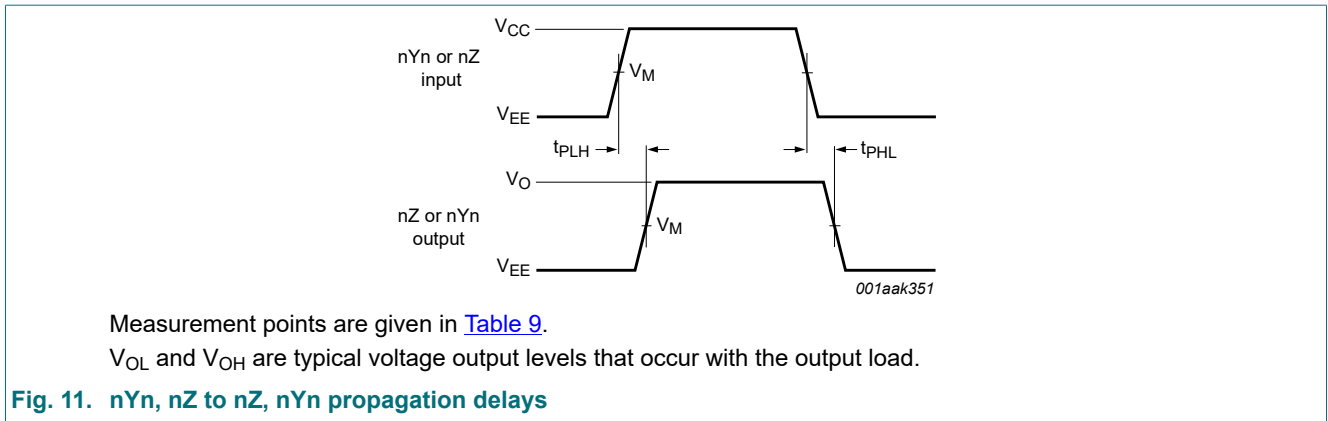 VCC
nYn or nZ
input
VM
VEE
tPLH
tPHL
VO
nZ or nYn
output
VM
VEE
001aak351
Measurement points are given in Table 9.
VOL and VOH are typical voltage output levels that occur with the output load.
Fig. 11. nYn, nZ to nZ, nYn propagation delays